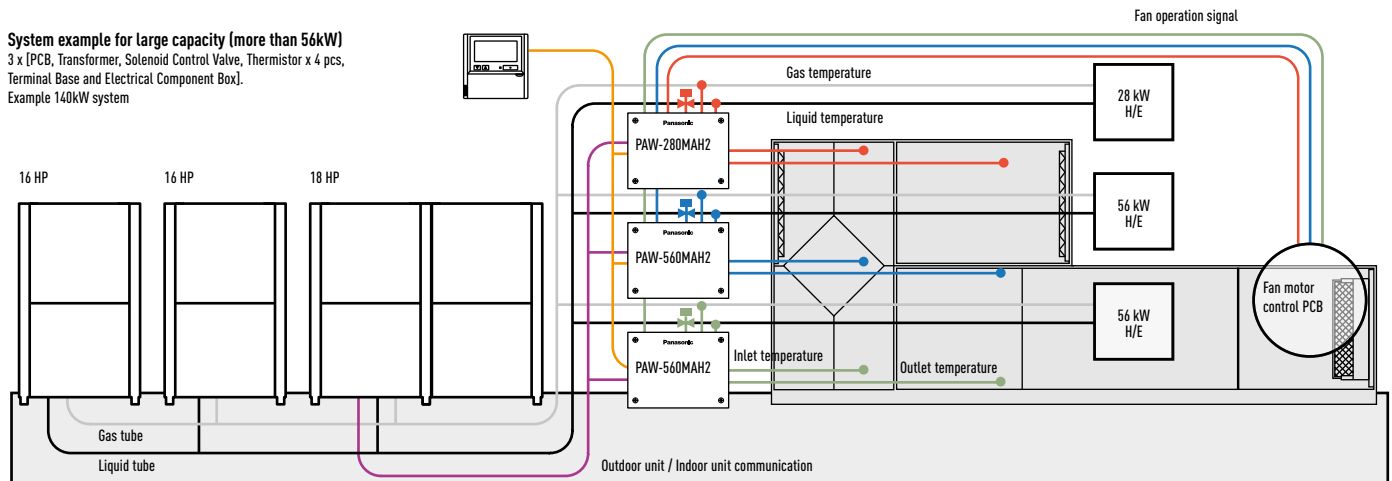 System example for large capacity (more than 56kW)
3 x [PCB, Transformer, Solenoid Control Valve, Thermistor x 4 pcs,
Terminal Base and Electrical Component Box].
Example 140kW system
Fan operation signal
Gas temperature
Liquid temperature
28 kW
H/E
Panasonic
PAW-280MAH2
16 HP
16 HP
18 HP
56 kW
H/E
Panasonic
PAW-560MAH2
Fan motor
control PCB
56 kW
H/E
Panasonic
PAW-560MAH2
Inlet temperature
Outlet temperature
Gas tube
Liquid tube
Outdoor unit / Indoor unit communication